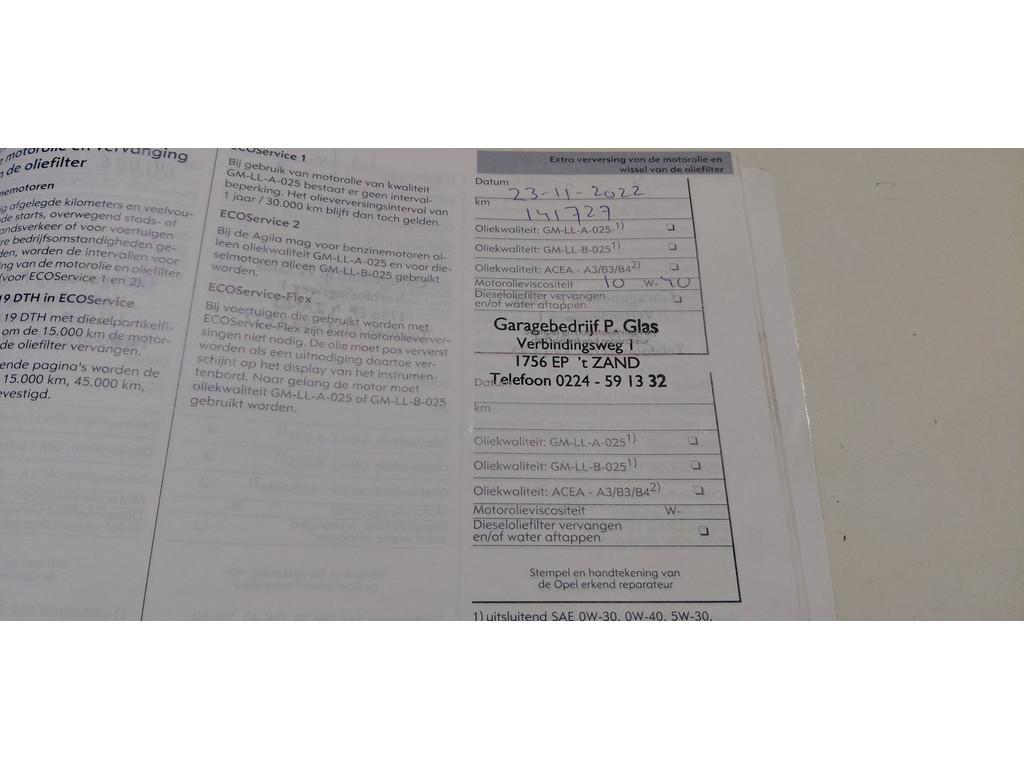 motorolie en vervanging
de oliefilter
nemotoren
afgelegde kilometers en veelvou-
de starts, overwegend stads- of
andsverkeer of voor voertuigen
re bedrijfsomstandigheden ge-
den, worden de intervallen voor
ing van de motorolie en oliefilter
(voor ECOService 1 en 2).
19 DTH in ECOService
19 DTH met dieselpartikelfi-
om de 15.000 km de motor-
de oliefilter vervangen.
ende pagina's worden de
15.000 km, 45.000 km,
evestigd.
ECOService 1
Bij gebruik van motorolie van kwaliteit
GM-LL-A-025 bestaat er geen interval-
beperking. Het olieverversingsinterval van
1 jaar / 30.000 km blijft dan toch gelden.
ECOService 2
Bij de Agila mag voor benzinemotoren al-
leen oliekwaliteit GM-LL-A-025 en voor die-
selmotoren alleen GM-LL-B-025 gebruikt
worden.
ECOService-Flex
Bij voertuigen die gebruikt worden met
ECOService-Flex zijn extra motorolieverver-
singen niet nodig. De olie moet pas ververst
worden als een uitnodiging daartoe ver-
schijnt op het display van het instrumen-
tenbord. Naar gelang de motor moet
oliekwaliteit GM-LL-A-025 of GM-LL-B-025
gebruikt worden.
Extra verversing van de motorolie en
wissel van de oliefilter
Datum 23-11-2022
km 141727
Oliekwaliteit: GM-LL-A-025-1)
Oliekwaliteit: GM-LL-B-0251)
Oliekwaliteit: ACEA - A3/B3/B42)
Motorolieviscositeit 10 W-40
Dieseloliefilter vervangen
en/of water aftappen
Garagebedrijf P. Glas
Verbindingsweg 1
1756 EP 't ZAND
Telefoon 0224 - 59 13 32
Datum
km
Oliekwaliteit: GM-LL-A-0251)
Oliekwaliteit: GM-LL-B-0251)
Oliekwaliteit: ACEA - A3/B3/B42)
Motorolieviscositeit W-
Dieseloliefilter vervangen
en/of water aftappen
Stempel en handtekening van
de Opel erkend reparateur
1) uitsluitend SAE 0W-30, 0W-40, 5W-30,